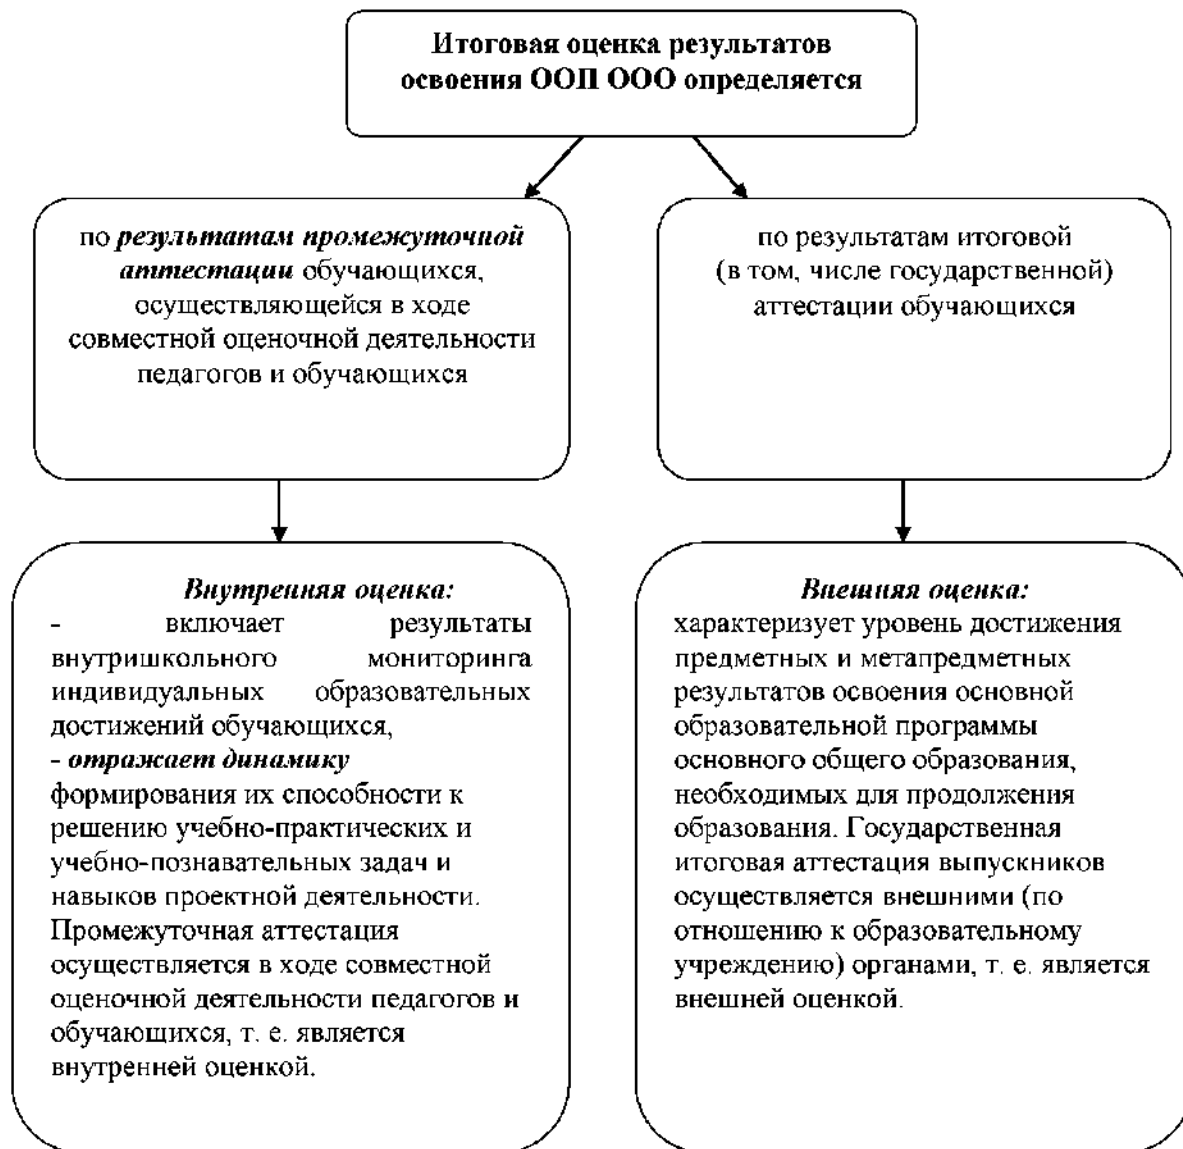 Итоговая оценка результатов
освоения ООП ООО определяется
по результатам промежуточной
аттестации обучающихся,
осуществляющейся в ходе
совместной оценочной деятельности
педагогов и обучающихся
по результатам итоговой
(в том, числе государственной)
аттестации обучающихся
Внутренняя оценка:
- включает результаты
внутришкольного мониторинга
индивидуальных образовательных
достижений обучающихся,
- отражает динамику
формирования их способности к
решению учебно-практических и
учебно-познавательных задач и
навыков проектной деятельности.
Промежуточная аттестация
осуществляется в ходе совместной
оценочной деятельности педагогов и
обучающихся, т. е. является
внутренней оценкой.
Внешняя оценка:
характеризует уровень достижения
предметных и метапредметных
результатов освоения основной
образовательной программы
основного общего образования,
необходимых для продолжения
образования. Государственная
итоговая аттестация выпускников
осуществляется внешними (по
отношению к образовательному
учреждению) органами, т. е. является
внешней оценкой.